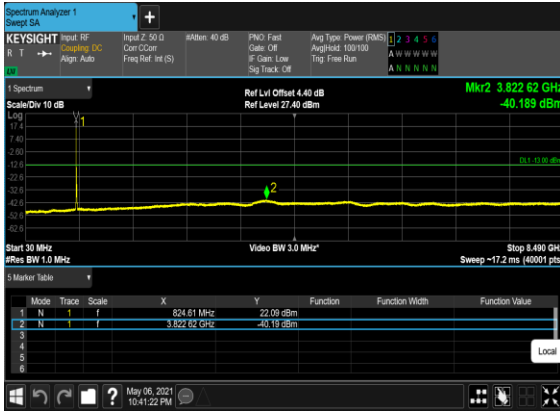 Spectrum Analyzer 1
Swept SA
+
KEYSIGHT Input: RF Input Z: 50 Ω #Atten: 40 dB PNO: Fast Avg Type: Power (RMS) 1 2 3 4 5 6
R T Coupling: DC Corr CCorr Gate: Off Avg|Hold: 100/100 A W W W W W
Align: Auto Freq Ref: Int (S) IF Gain: Low Trig: Free Run
Sig Track: Off A N N N N N
1 Spectrum Ref Lvl Offset 4.40 dB Mkr2 3.822 62 GHz
Scale/Div 10 dB Ref Level 27.40 dBm -40.189 dBm
Log
17.4
7.40
-2.60
-12.6
-22.6
-32.6
-42.6
-52.6
-62.6
1
DL1 -13.00 dBm
2
Start 30 MHz Video BW 3.0 MHz* Stop 8.490 GHz
#Res BW 1.0 MHz Sweep ~17.2 ms (40001 pts)
5 Marker Table
Mode Trace Scale X Y Function Function Width Function Value
1 N 1 f 824.61 MHz 22.09 dBm
2 N 1 f 3.822 62 GHz -40.19 dBm
3
4
5
6
Local
? May 06, 2021
10:41:22 PM